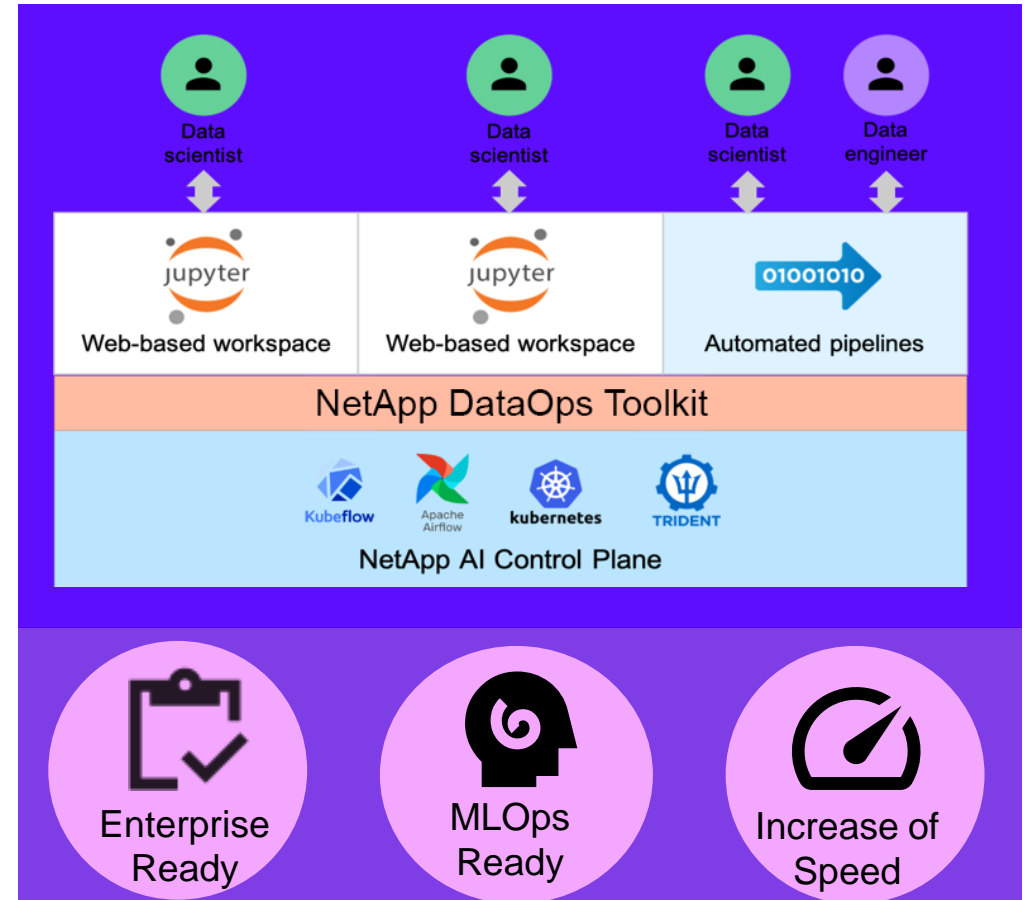 Data
scientist
Data
scientist
Data
scientist
Data
engineer
jupyter
Web-based workspace
jupyter
Web-based workspace
01001010
Automated pipelines
NetApp DataOps Toolkit
Kubeflow
Apache
Airflow
kubernetes
TRIDENT
NetApp AI Control Plane
Enterprise
Ready
MLOps
Ready
Increase of
Speed